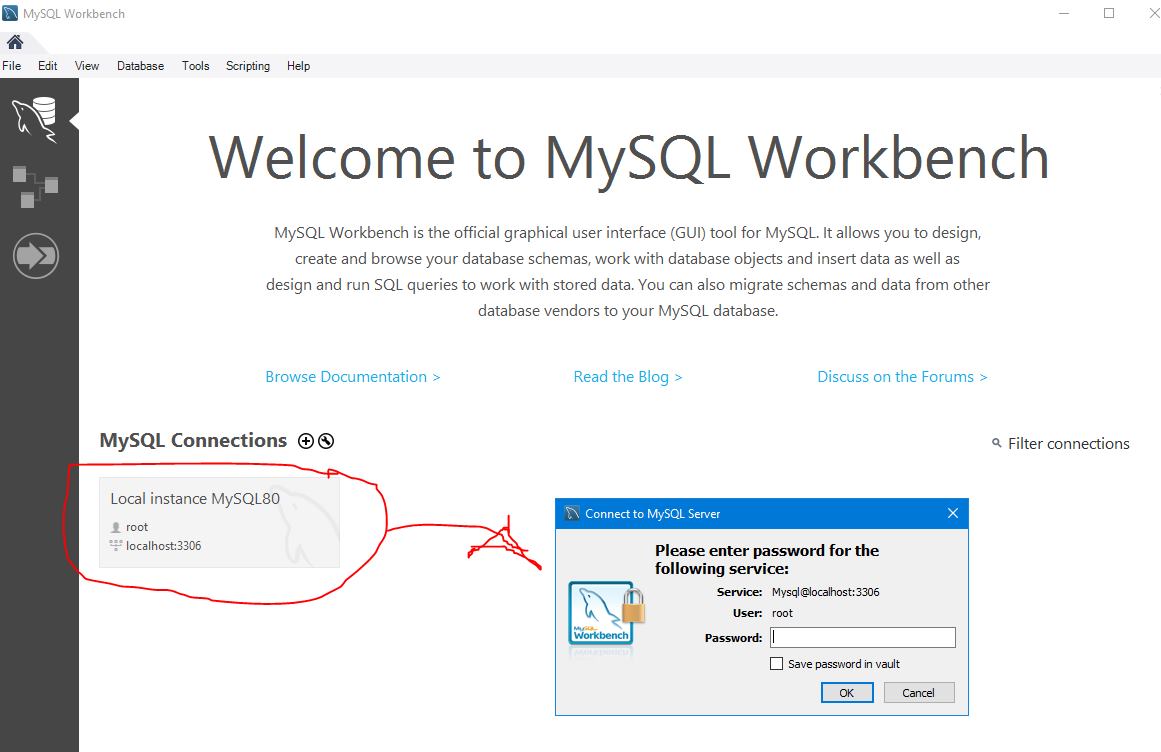 MySQL Workbench
File Edit View Database Tools Scripting Help
Welcome to MySQL Workbench
MySQL Workbench is the official graphical user interface (GUI) tool for MySQL. It allows you to design,
create and browse your database schemas, work with database objects and insert data as well as
design and run SQL queries to work with stored data. You can also migrate schemas and data from other
database vendors to your MySQL database.
Browse Documentation > Read the Blog > Discuss on the Forums >
MySQL Connections
Filter connections
Local instance MySQL80
root
localhost:3306
Connect to MySQL Server
Please enter password for the
following service:
Service: Mysql@localhost:3306
User: root
Password:
MySQL
Workbench
Save password in vault
OK Cancel